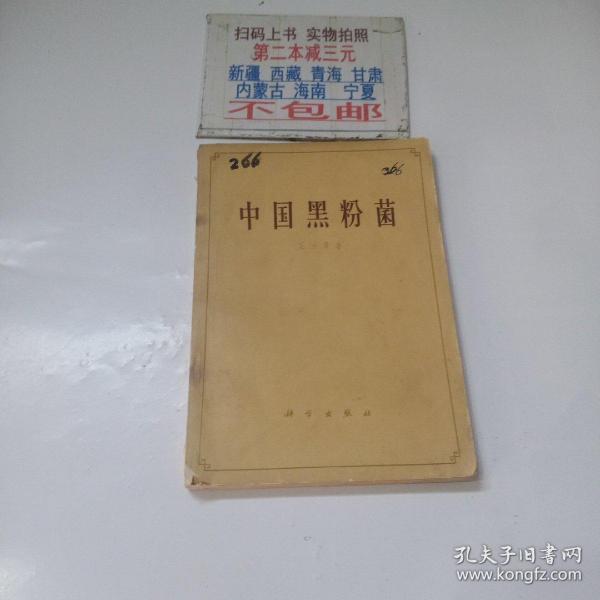 扫码上书 实物拍照
第二本减三元
新疆 西藏 青海 甘肃
内蒙古 海南 宁夏
不包邮
266
366
中国黑粉菌
科学出版社
孔夫子旧书网
www.kongfz.com